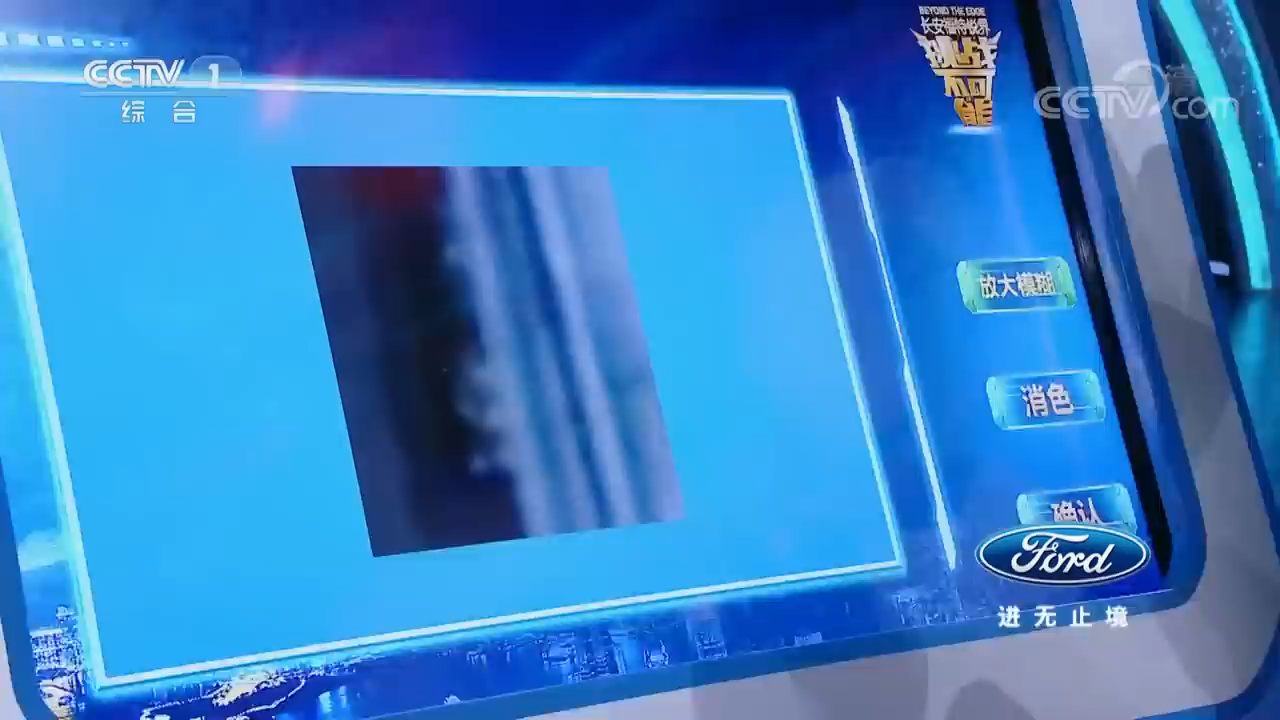 CCTV 1
综合
BEYOND THE EDGE
长安福特锐界
挑战
不可
能
CCTV.com
放大模糊
消色
确认
Ford
进无止境